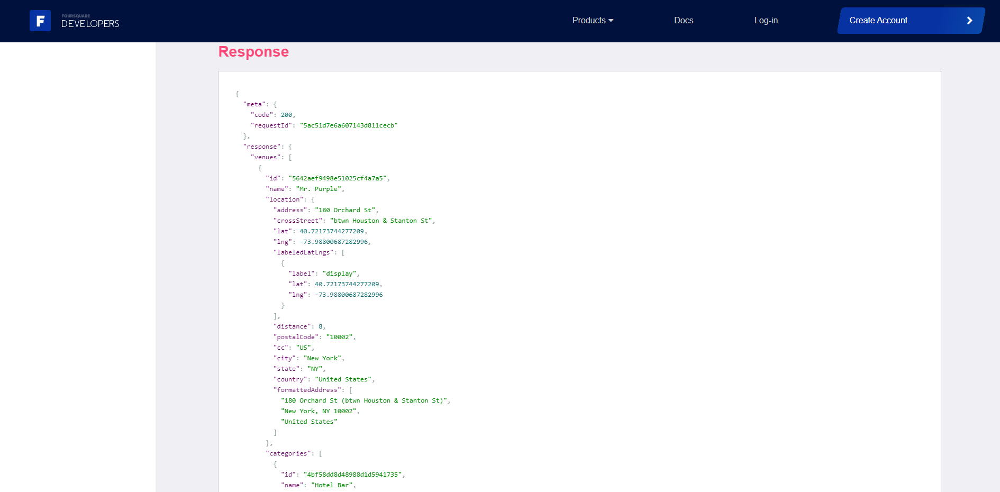 FOURSQUARE
DEVELOPERS
Products
Docs
Log-in
Create Account
Response
{
"meta": {
"code": 200,
"requestId": "5ac51d7e6a607143d811cecb"
},
"response": {
"venues": [
{
"id": "5642aef9498e51025cf4a7a5",
"name": "Mr. Purple",
"location": {
"address": "180 Orchard St",
"crossStreet": "btwn Houston & Stanton St",
"lat": 40.72173744277209,
"lng": -73.98800687282996,
"labeledLatLngs": [
{
"label": "display",
"lat": 40.72173744277209,
"lng": -73.98800687282996
}
],
"distance": 8,
"postalCode": "10002",
"cc": "US",
"city": "New York",
"state": "NY",
"country": "United States",
"formattedAddress": [
"180 Orchard St (btwn Houston & Stanton St)",
"New York, NY 10002",
"United States"
]
},
"categories": [
{
"id": "4bf58dd8d48988d1d5941735",
"name": "Hotel Bar",